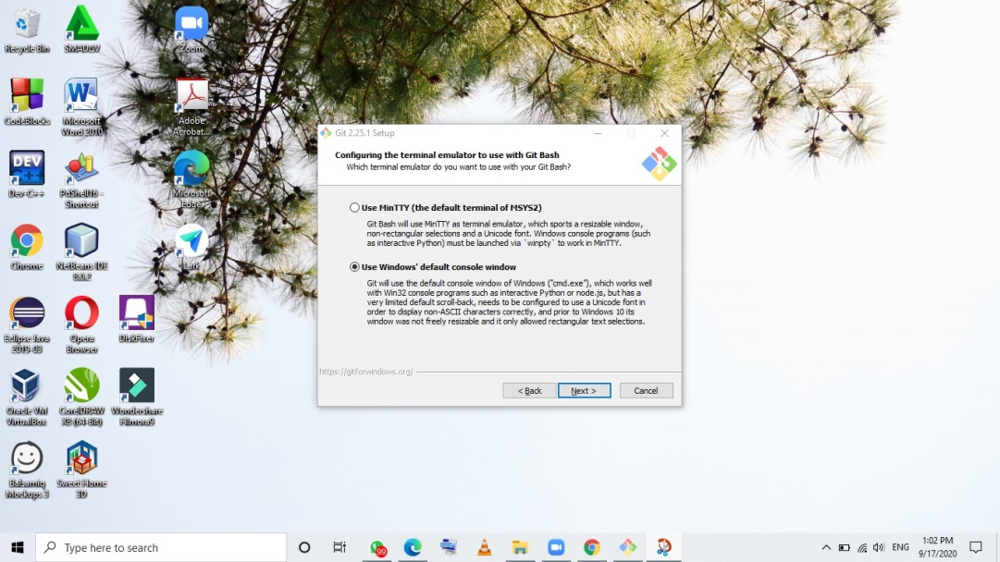 Recycle Bin
SMADAV
Zoom
CodeBlocks
Microsoft
Word 2010
Adobe
Acrobat...
DEV
Dev-C++
PdShell16 -
Shortcut
Microsoft
Edge
Chrome
NetBeans IDE
8.0.2
Lark
Eclipse Java
2019-03
Opera
Browser
DiskFixer
Oracle VM
VirtualBox
CorelDRAW
X8 (64-Bit)
Wondershare
Filmora9
Balsamiq
Mockups 3
Sweet Home
3D
Git 2.25.1 Setup
Configuring the terminal emulator to use with Git Bash
Which terminal emulator do you want to use with your Git Bash?
Use MinTTY (the default terminal of MSYS2)
Git Bash will use MinTTY as terminal emulator, which sports a resizable window,
non-rectangular selections and a Unicode font. Windows console programs (such
as interactive Python) must be launched via `winpty` to work in MinTTY.
Use Windows' default console window
Git will use the default console window of Windows ("cmd.exe"), which works well
with Win32 console programs such as interactive Python or node.js, but has a
very limited default scroll-back, needs to be configured to use a Unicode font in
order to display non-ASCII characters correctly, and prior to Windows 10 its
window was not freely resizable and it only allowed rectangular text selections.
https://gitforwindows.org/
< Back
Next >
Cancel
Type here to search
99
ENG
1:02 PM
9/17/2020